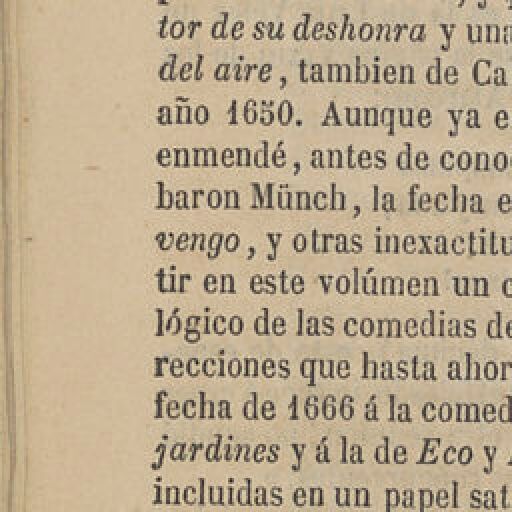 tor de su deshonra y una
del aire, tambien de Ca
año 1650. Aunque ya e
enmendé, antes de cono
baron Münch, la fecha e
vengo, y otras inexactitu
tir en este volúmen un c
lógico de las comedias de
recciones que hasta ahor
fecha de 1666 á la comed
jardines y á la de Eco y
incluidas en un papel sat